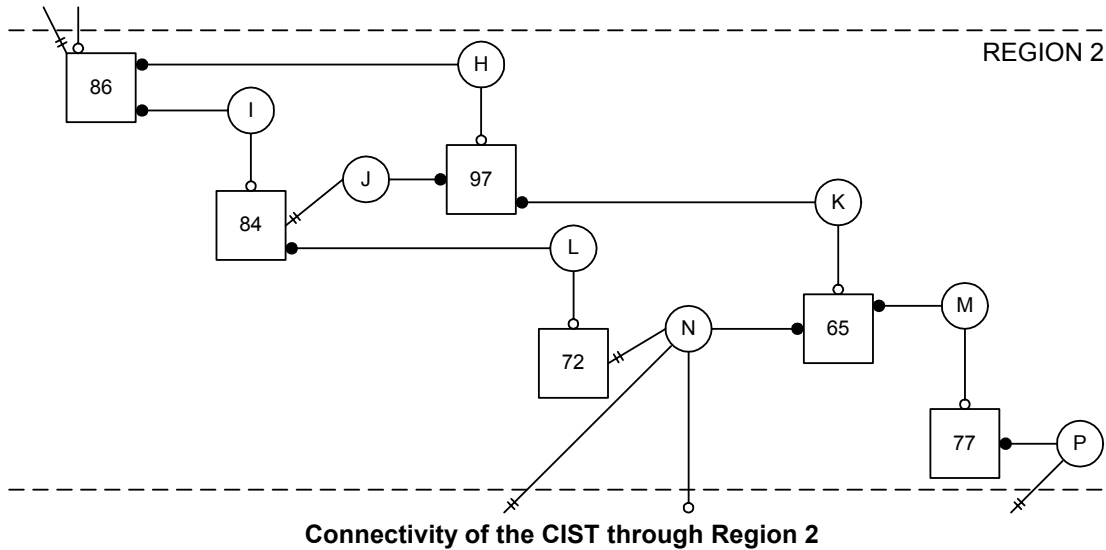 REGION 2
H
86
I
J
97
K
84
L
M
N
65
72
77
P
Connectivity of the CIST through Region 2